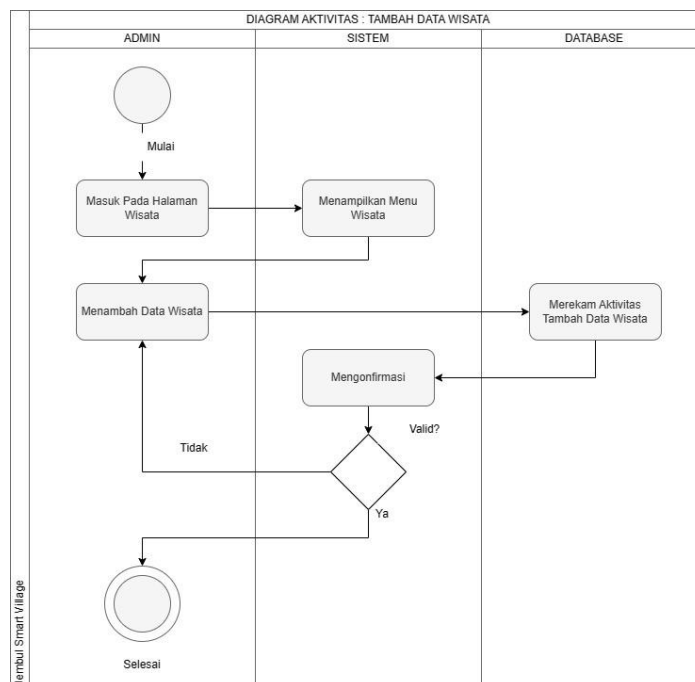 DIAGRAM AKTIVITAS : TAMBAH DATA WISATA
ADMIN
SISTEM
DATABASE
Mulai
Masuk Pada Halaman
Wisata
Menampilkan Menu
Wisata
Menambah Data Wisata
Merekam Aktivitas
Tambah Data Wisata
Mengonfirmasi
Valid?
Tidak
Ya
Selesai
Smart Village